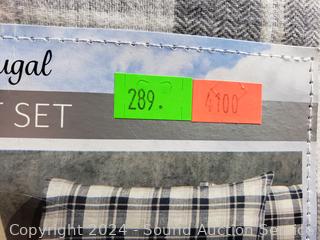 ugal
289. 4100
T SET
Copyright 2024 - Sound Auction Service